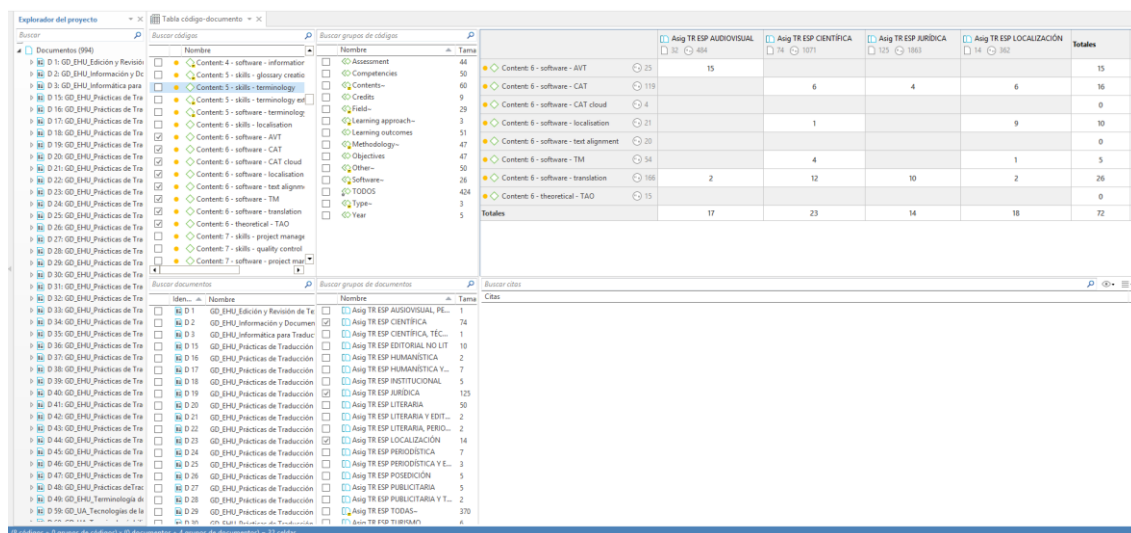 Explorador del proyecto
Buscar
Documentos (994)
D 1: GD_EHU_Edición y Revisión
D 2: GD_EHU_Información y Dc
D 3: GD_EHU_Informática para
D 15: GD_EHU_Prácticas de Tra
D 16: GD_EHU_Prácticas de Tra
D 17: GD_EHU_Prácticas de Tra
D 18: GD_EHU_Prácticas de Tra
D 19: GD_EHU_Prácticas de Tra
D 20: GD_EHU_Prácticas de Tra
D 21: GD_EHU_Prácticas de Tra
D 22: GD_EHU_Prácticas de Tra
D 23: GD_EHU_Prácticas de Tra
D 24: GD_EHU_Prácticas de Tra
D 25: GD_EHU_Prácticas de Tra
D 26: GD_EHU_Prácticas de Tra
D 27: GD_EHU_Prácticas de Tra
D 28: GD_EHU_Prácticas de Tra
D 29: GD_EHU_Prácticas de Tra
D 30: GD_EHU_Prácticas de Tra
D 31: GD_EHU_Prácticas de Tra
D 32: GD_EHU_Prácticas de Tra
D 33: GD_EHU_Prácticas de Tra
D 34: GD_EHU_Prácticas de Tra
D 35: GD_EHU_Prácticas de Tra
D 36: GD_EHU_Prácticas de Tra
D 37: GD_EHU_Prácticas de Tra
D 38: GD_EHU_Prácticas de Tra
D 39: GD_EHU_Prácticas de Tra
D 40: GD_EHU_Prácticas de Tra
D 41: GD_EHU_Prácticas de Tra
D 42: GD_EHU_Prácticas de Tra
D 43: GD_EHU_Prácticas de Tra
D 44: GD_EHU_Prácticas de Tra
D 45: GD_EHU_Prácticas de Tra
D 46: GD_EHU_Prácticas de Tra
D 47: GD_EHU_Prácticas de Tra
D 48: GD_EHU_Prácticas deTrac
D 49: GD_EHU_Terminología de
D 59: GD_UA_Tecnologías de la
Tabla código-documento
Buscar códigos
Nombre
Content: 4 - software - informatior
Content: 5 - skills - glossary creatio
Content: 5 - skills - terminology
Content: 5 - skills - terminology ext
Content: 5 - software - terminology
Content: 6 - skills - localisation
Content: 6 - software - AVT
Content: 6 - software - CAT
Content: 6 - software - CAT cloud
Content: 6 - software - localisation
Content: 6 - software - text alignm
Content: 6 - software - TM
Content: 6 - software - translation
Content: 6 - theoretical - TAO
Content: 7 - skills - project manage
Content: 7 - skills - quality control
Content: 7 - software - project mar
Buscar grupos de códigos
Nombre Tama
Assessment 44
Competencies 50
Contents~ 60
Credits 9
Field~ 29
Learning approach~ 3
Learning outcomes 51
Methodology~ 47
Objectives 47
Other~ 50
Software~ 26
TODOS 424
Type~ 3
Year 5
Asig TR ESP AUDIOVISUAL Asig TR ESP CIENTÍFICA Asig TR ESP JURÍDICA Asig TR ESP LOCALIZACIÓN Totales
32 484 74 1071 125 1863 14 362
Content: 6 - software - AVT 25 15 15
Content: 6 - software - CAT 119 6 4 6 16
Content: 6 - software - CAT cloud 4 0
Content: 6 - software - localisation 21 1 9 10
Content: 6 - software - text alignment 20 0
Content: 6 - software - TM 34 4 1 5
Content: 6 - software - translation 166 2 12 10 2 26
Content: 6 - theoretical - TAO 15 0
Totales 17 23 14 18 72
Buscar documentos
Iden... Nombre
D 1 GD_EHU_Edición y Revisión de Te
D 2 GD_EHU_Información y Documen
D 3 GD_EHU_Informática para Traduc
D 15 GD_EHU_Prácticas de Traducción
D 16 GD_EHU_Prácticas de Traducción
D 17 GD_EHU_Prácticas de Traducción
D 18 GD_EHU_Prácticas de Traducción
D 19 GD_EHU_Prácticas de Traducción
D 20 GD_EHU_Prácticas de Traducción
D 21 GD_EHU_Prácticas de Traducción
D 22 GD_EHU_Prácticas de Traducción
D 23 GD_EHU_Prácticas de Traducción
D 24 GD_EHU_Prácticas de Traducción
D 25 GD_EHU_Prácticas de Traducción
D 26 GD_EHU_Prácticas de Traducción
D 27 GD_EHU_Prácticas de Traducción
D 28 GD_EHU_Prácticas de Traducción
D 29 GD_EHU_Prácticas de Traducción
D 30 GD_EHU_Prácticas de Traducción
Buscar grupos de documentos
Nombre Tama
Asig TR ESP AUSIOVISUAL, PE... 1
Asig TR ESP CIENTÍFICA 74
Asig TR ESP CIENTÍFICA, TÉC... 1
Asig TR ESP EDITORIAL NO LIT 10
Asig TR ESP HUMANÍSTICA 2
Asig TR ESP HUMANÍSTICA Y... 7
Asig TR ESP INSTITUCIONAL 5
Asig TR ESP JURÍDICA 125
Asig TR ESP LITERARIA 50
Asig TR ESP LITERARIA Y EDIT... 2
Asig TR ESP LITERARIA, PERIO... 2
Asig TR ESP LOCALIZACIÓN 14
Asig TR ESP PERIODÍSTICA 7
Asig TR ESP PERIODÍSTICA Y E... 3
Asig TR ESP POSEDICIÓN 5
Asig TR ESP PUBLICITARIA 5
Asig TR ESP PUBLICITARIA Y T... 2
Asig TR ESP TODAS~ 370
Asig TR ESP TURISMO 6
Buscar citas
Citas